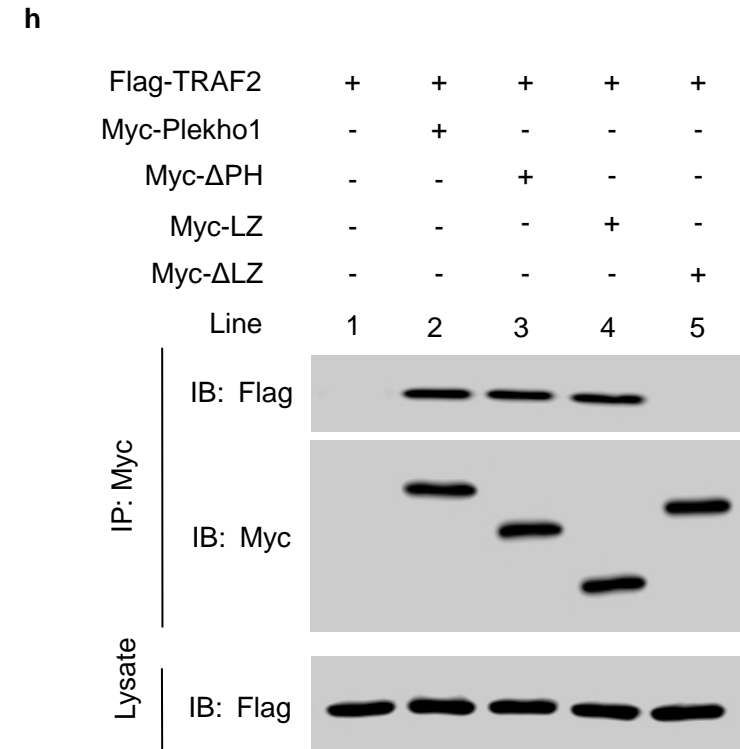 h
Flag-TRAF2 + + + + +
Myc-Plekho1 - + - - -
Myc-ΔPH - - + - -
Myc-LZ - - - + -
Myc-ΔLZ - - - - +
Line 1 2 3 4 5
IP: Myc
IB: Flag
IB: Myc
Lysate
IB: Flag